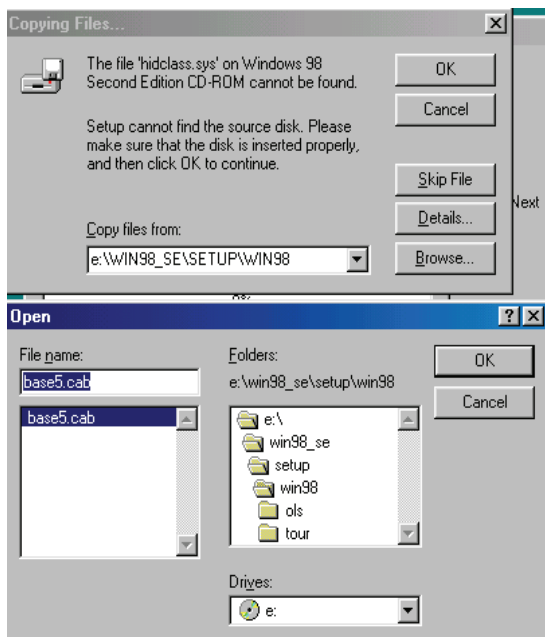 Copying Files...
The file 'hidclass.sys' on Windows 98
Second Edition CD-ROM cannot be found.
Setup cannot find the source disk. Please
make sure that the disk is inserted properly,
and then click OK to continue.
OK
Cancel
Skip File
Details...
Browse...
Next
Copy files from:
e:\WIN98_SE\SETUP\WIN98
0%
Open
File name:
base5.cab
base5.cab
Folders:
e:\win98_se\setup\win98
e:\
win98_se
setup
win98
ols
tour
Drives:
e:
OK
Cancel